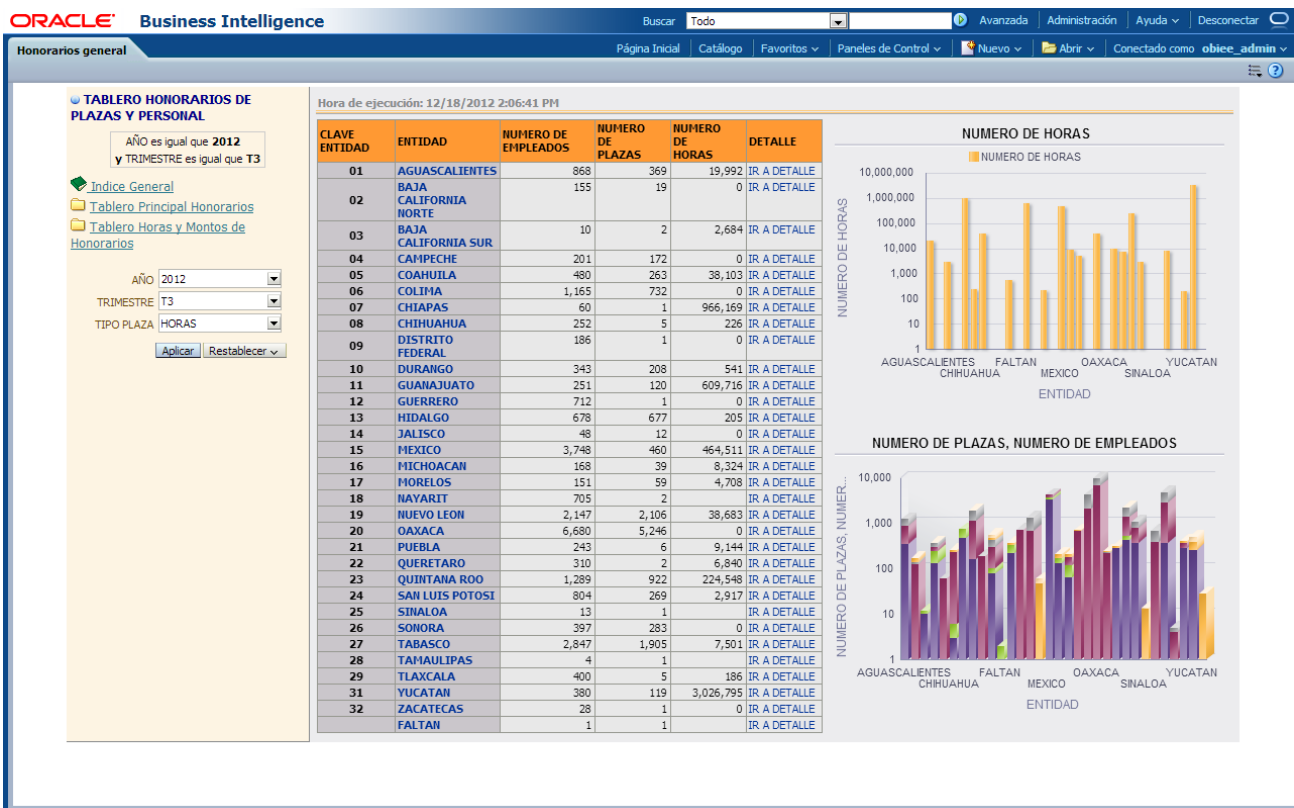 ORACLE Business Intelligence
Buscar Todo Avanzada Administración Ayuda Desconectar
Honorarios general
Página Inicial Catálogo Favoritos Paneles de Control Nuevo Abrir Conectado como obiee_admin
TABLERO HONORARIOS DE
PLAZAS Y PERSONAL
AÑO es igual que 2012
y TRIMESTRE es igual que T3
Indice General
Tablero Principal Honorarios
Tablero Horas y Montos de
Honorarios
AÑO 2012
TRIMESTRE T3
TIPO PLAZA HORAS
Aplicar Restablecer
Hora de ejecución: 12/18/2012 2:06:41 PM
CLAVE ENTIDAD ENTIDAD NUMERO DE EMPLEADOS NUMERO DE PLAZAS NUMERO DE HORAS DETALLE
01 AGUASCALIENTES 868 369 19,992 IR A DETALLE
02 BAJA CALIFORNIA NORTE 155 19 0 IR A DETALLE
03 BAJA CALIFORNIA SUR 10 2 2,684 IR A DETALLE
04 CAMPECHE 201 172 0 IR A DETALLE
05 COAHUILA 480 263 38,103 IR A DETALLE
06 COLIMA 1,165 732 0 IR A DETALLE
07 CHIAPAS 60 1 966,169 IR A DETALLE
08 CHIHUAHUA 252 5 226 IR A DETALLE
09 DISTRITO FEDERAL 186 1 0 IR A DETALLE
10 DURANGO 343 208 541 IR A DETALLE
11 GUANAJUATO 251 120 609,716 IR A DETALLE
12 GUERRERO 712 1 0 IR A DETALLE
13 HIDALGO 678 677 205 IR A DETALLE
14 JALISCO 48 12 0 IR A DETALLE
15 MEXICO 3,748 460 464,511 IR A DETALLE
16 MICHOACAN 168 39 8,324 IR A DETALLE
17 MORELOS 151 59 4,708 IR A DETALLE
18 NAYARIT 705 2 IR A DETALLE
19 NUEVO LEON 2,147 2,106 38,683 IR A DETALLE
20 OAXACA 6,680 5,246 0 IR A DETALLE
21 PUEBLA 243 6 9,144 IR A DETALLE
22 QUERETARO 310 2 6,840 IR A DETALLE
23 QUINTANA ROO 1,289 922 224,548 IR A DETALLE
24 SAN LUIS POTOSI 804 269 2,917 IR A DETALLE
25 SINALOA 13 1 IR A DETALLE
26 SONORA 397 283 0 IR A DETALLE
27 TABASCO 2,847 1,905 7,501 IR A DETALLE
28 TAMAULIPAS 4 1 IR A DETALLE
29 TLAXCALA 400 5 186 IR A DETALLE
31 YUCATAN 380 119 3,026,795 IR A DETALLE
32 ZACATECAS 28 1 0 IR A DETALLE
FALTAN 1 1 IR A DETALLE
NUMERO DE HORAS
NUMERO DE HORAS
NUMERO DE HORAS
10,000,000
1,000,000
100,000
10,000
1,000
100
10
1
AGUASCALIENTES FALTAN OAXACA YUCATAN
CHIHUAHUA MEXICO SINALOA
ENTIDAD
NUMERO DE PLAZAS, NUMERO DE EMPLEADOS
NUMERO DE PLAZAS, NUMER...
10,000
1,000
100
10
1
AGUASCALIENTES FALTAN OAXACA YUCATAN
CHIHUAHUA MEXICO SINALOA
ENTIDAD